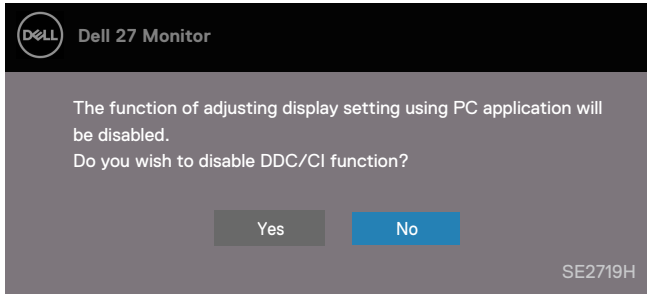 DELL
Dell 27 Monitor
The function of adjusting display setting using PC application will
be disabled.
Do you wish to disable DDC/CI function?
Yes No
SE2719H